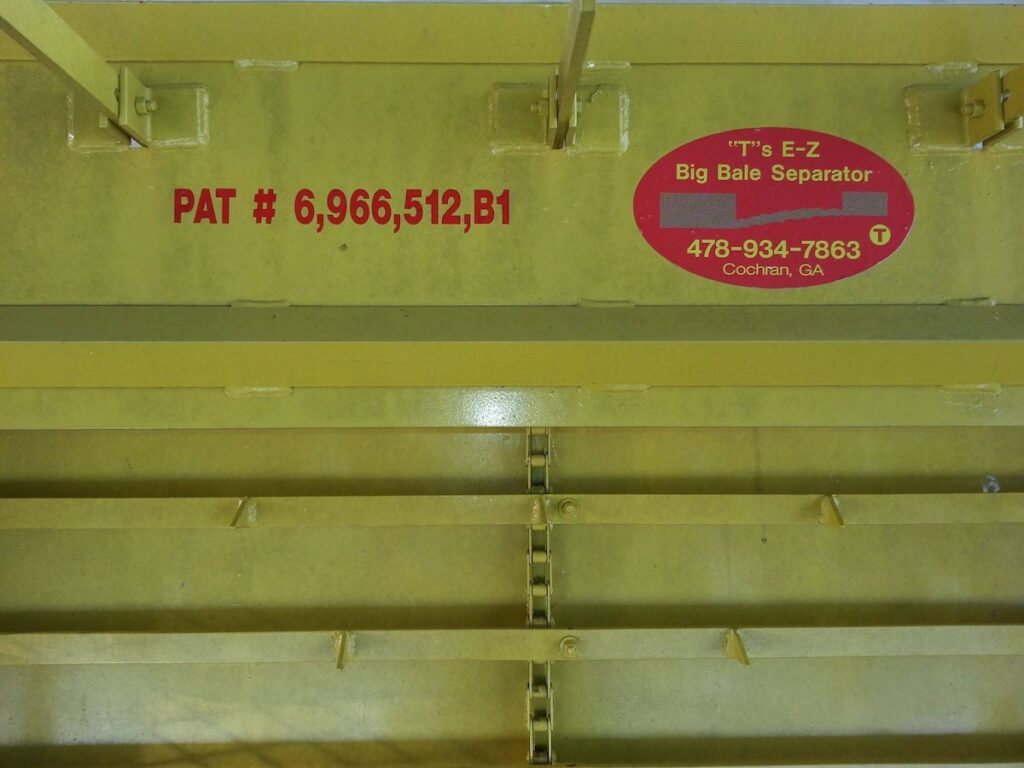 PAT # 6,966,512,B1
"T"s E-Z
Big Bale Separator
T
478-934-7863
Cochran, GA